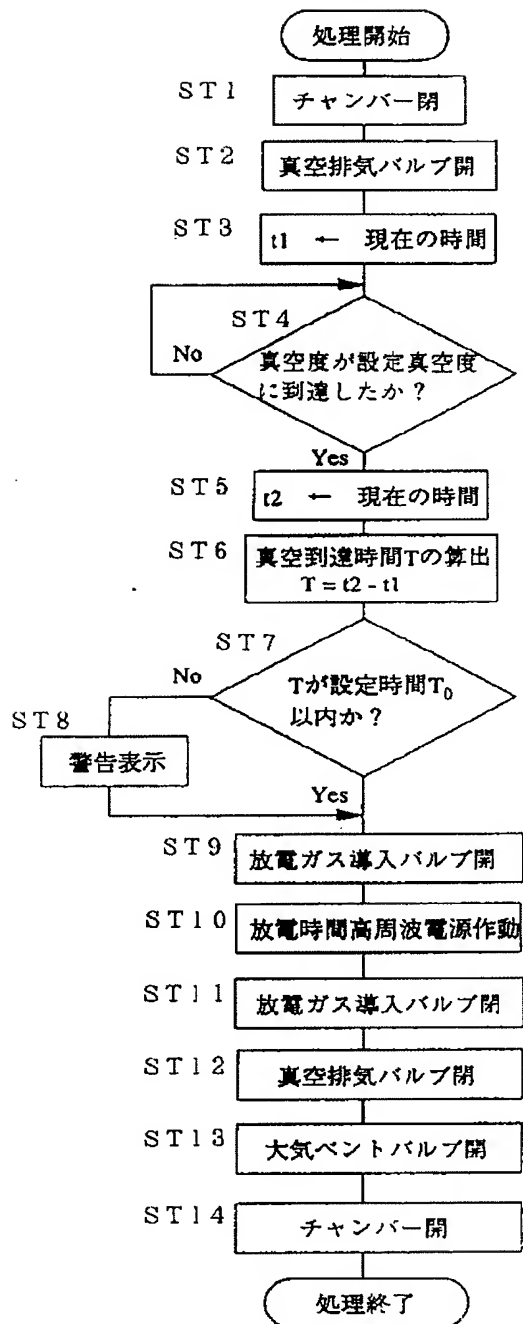 処理開始
ST1
チャンバー閉
ST2
真空排気バルブ開
ST3
t1 ← 現在の時間
ST4
No
真空度が設定真空度
に到達したか？
Yes
ST5
t2 ← 現在の時間
ST6
真空到達時間Tの算出
T = t2 - t1
ST7
No
Tが設定時間T₀
以内か？
ST8
警告表示
Yes
ST9
放電ガス導入バルブ開
ST10
放電時間高周波電源作動
ST11
放電ガス導入バルブ閉
ST12
真空排気バルブ閉
ST13
大気ベントバルブ開
ST14
チャンバー開
処理終了